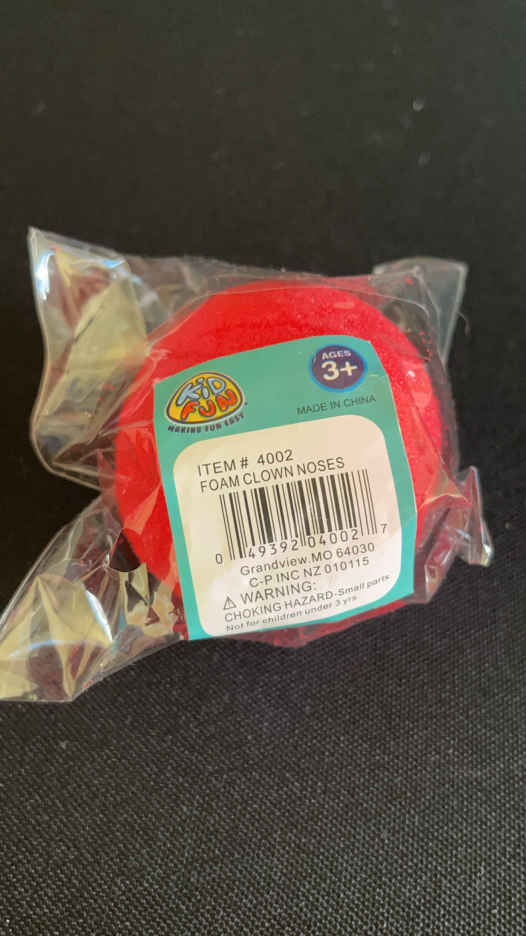 KiD
FUN
MAKING FUN EASY
AGES
3+
MADE IN CHINA
ITEM # 4002
FOAM CLOWN NOSES
0 49392 04002 7
Grandview, MO 64030
C-P INC NZ 010115
⚠ WARNING:
CHOKING HAZARD-Small parts
Not for children under 3 yrs